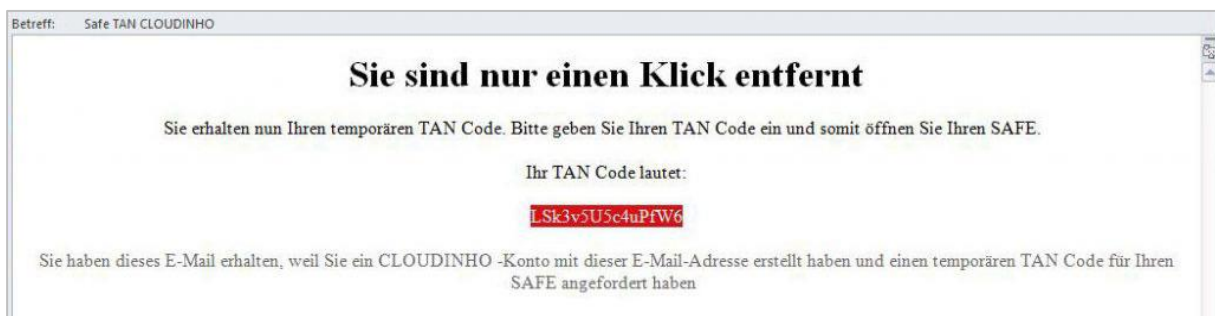 Betreff: Safe TAN CLOUDINHO
Sie sind nur einen Klick entfernt
Sie erhalten nun Ihren temporären TAN Code. Bitte geben Sie Ihren TAN Code ein und somit öffnen Sie Ihren SAFE.
Ihr TAN Code lautet:
LSk3v5U5c4uPfW6
Sie haben dieses E-Mail erhalten, weil Sie ein CLOUDINHO -Konto mit dieser E-Mail-Adresse erstellt haben und einen temporären TAN Code für Ihren
SAFE angefordert haben